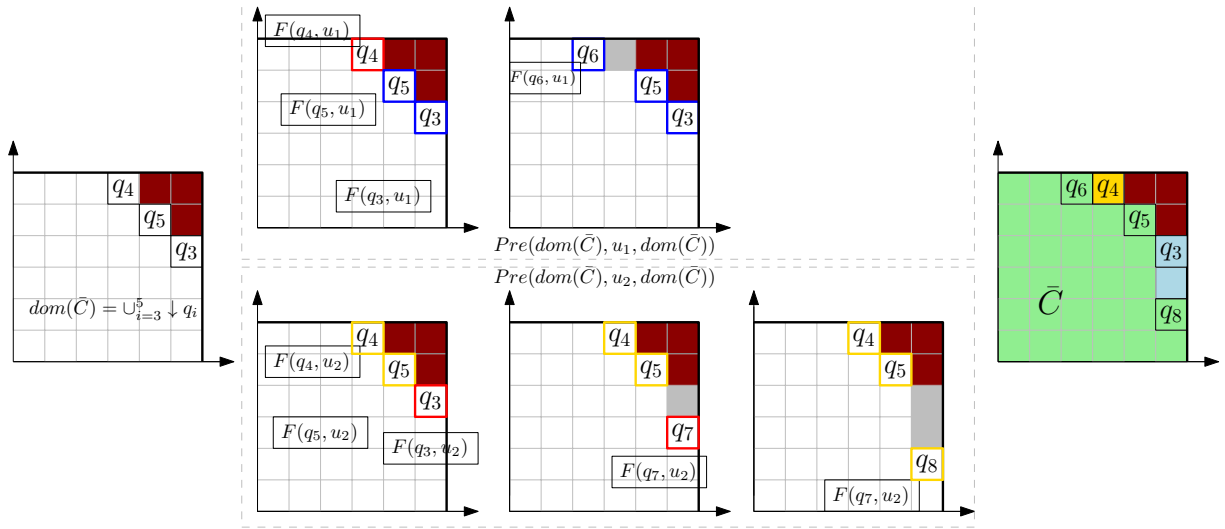 q₄
q₅
q₃
dom(C̄) = ∪⁵ᵢ₌₃ ↓ qᵢ
F(q₄, u₁)
q₄
q₅
F(q₅, u₁)
q₃
F(q₃, u₁)
q₆
F(q₆, u₁)
q₅
q₃
Pre(dom(C̄), u₁, dom(C̄))
Pre(dom(C̄), u₂, dom(C̄))
q₄
F(q₄, u₂)
q₅
q₃
F(q₅, u₂)
F(q₃, u₂)
q₄
q₅
q₇
F(q₇, u₂)
q₄
q₅
q₈
F(q₇, u₂)
q₆ q₄
q₅
q₃
C̄
q₈